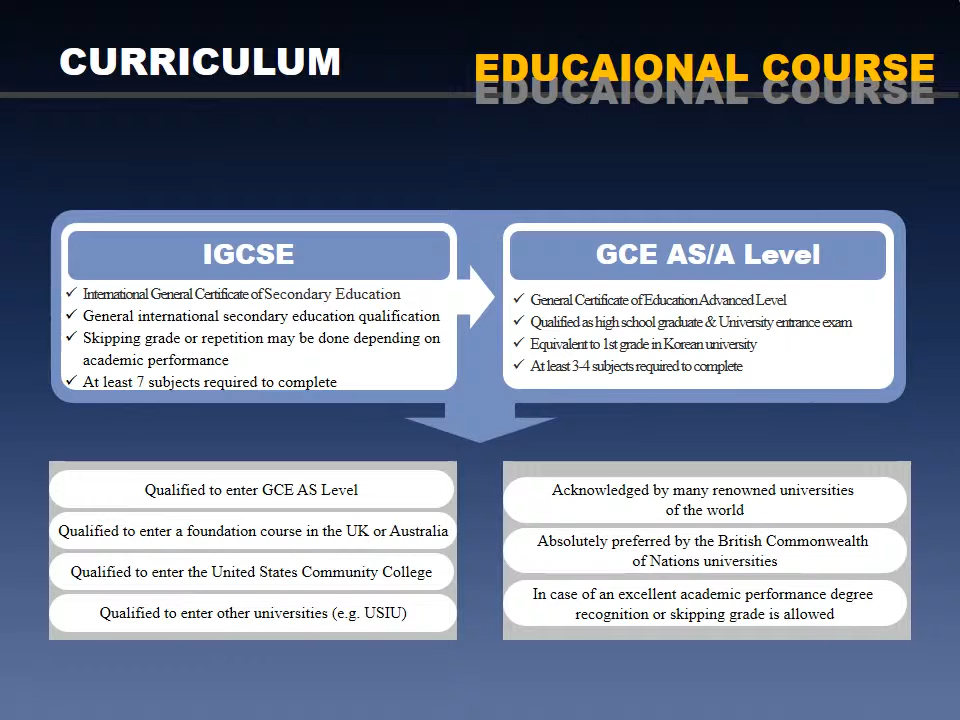 CURRICULUM
EDUCAIONAL COURSE
IGCSE
✓ International General Certificate of Secondary Education
✓ General international secondary education qualification
✓ Skipping grade or repetition may be done depending on
academic performance
✓ At least 7 subjects required to complete
GCE AS/A Level
✓ General Certificate of Education Advanced Level
✓ Qualified as high school graduate & University entrance exam
✓ Equivalent to 1st grade in Korean university
✓ At least 3-4 subjects required to complete
Qualified to enter GCE AS Level
Qualified to enter a foundation course in the UK or Australia
Qualified to enter the United States Community College
Qualified to enter other universities (e.g. USIU)
Acknowledged by many renowned universities
of the world
Absolutely preferred by the British Commonwealth
of Nations universities
In case of an excellent academic performance degree
recognition or skipping grade is allowed